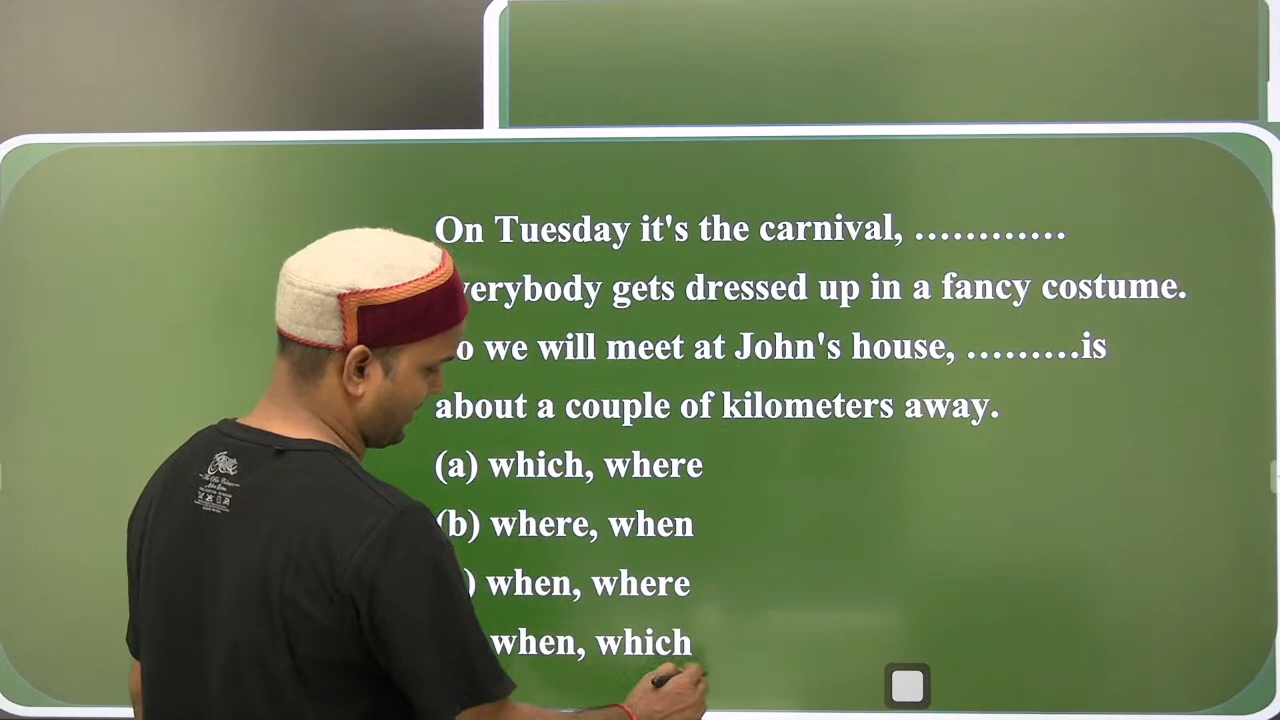 On Tuesday it's the carnival, …………
verybody gets dressed up in a fancy costume.
o we will meet at John's house, ………is
about a couple of kilometers away.
(a) which, where
(b) where, when
) when, where
when, which